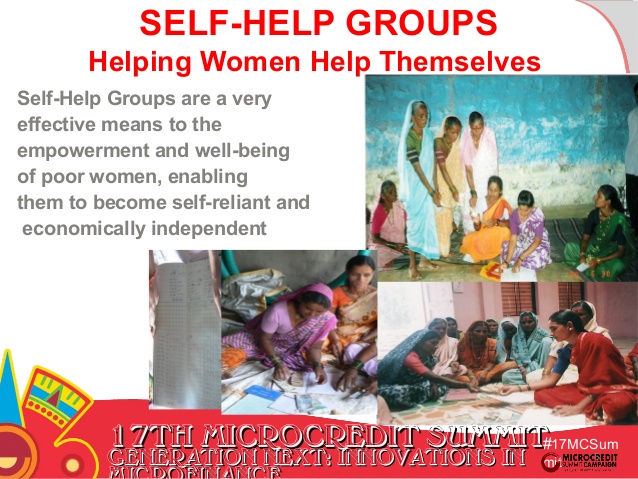 SELF-HELP GROUPS
Helping Women Help Themselves
Self-Help Groups are a very
effective means to the
empowerment and well-being
of poor women, enabling
them to become self-reliant and
economically independent
17TH MICROCREDIT SUMMIT
GENERATION NEXT: INNOVATIONS IN
MICROFINANCE
#17MCSum
mit
MICROCREDIT
SUMMIT CAMPAIGN